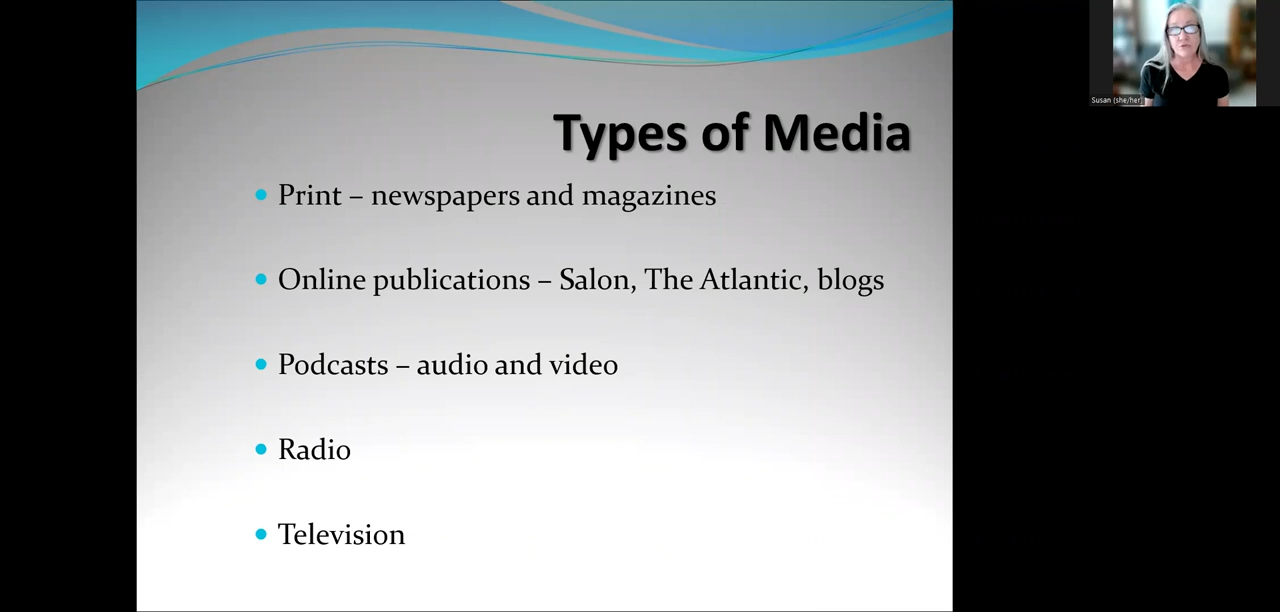 Types of Media
Print – newspapers and magazines
Online publications – Salon, The Atlantic, blogs
Podcasts – audio and video
Radio
Television
Susan (she/her)